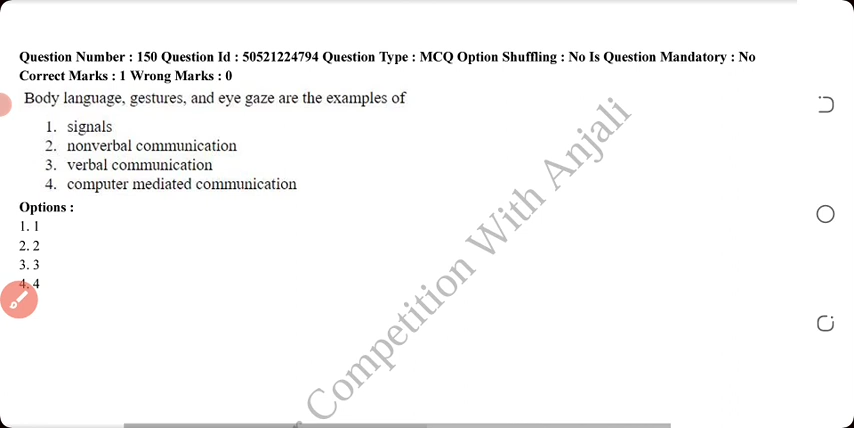 Question Number : 150 Question Id : 50521224794 Question Type : MCQ Option Shuffling : No Is Question Mandatory : No
Correct Marks : 1 Wrong Marks : 0
Body language, gestures, and eye gaze are the examples of
1. signals
2. nonverbal communication
3. verbal communication
4. computer mediated communication
Options :
1. 1
2. 2
3. 3
4. 4
Competition With Anjali